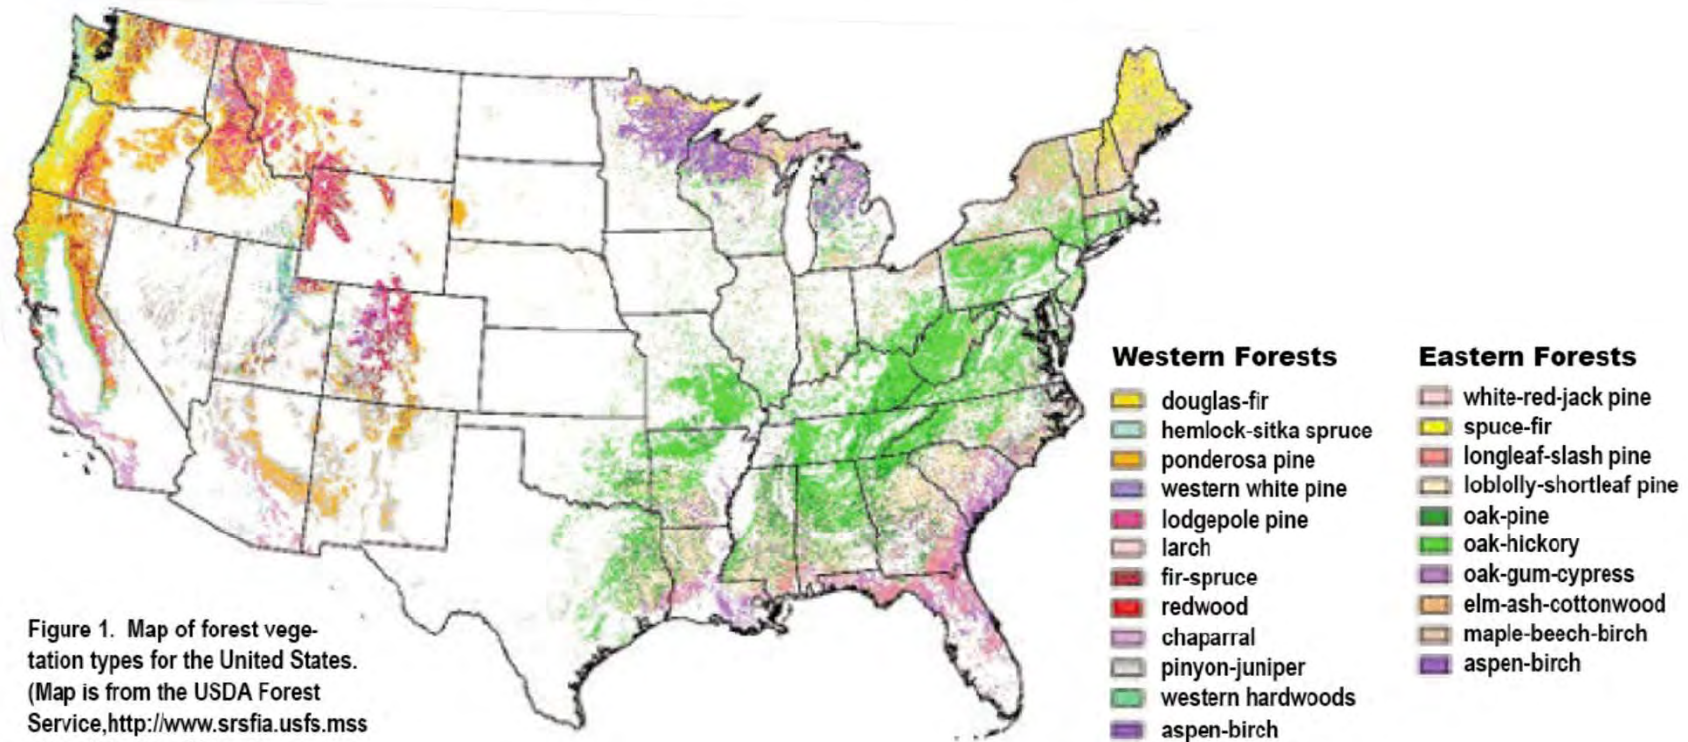 Western Forests
douglas-fir
hemlock-sitka spruce
ponderosa pine
western white pine
lodgepole pine
larch
fir-spruce
redwood
chaparral
pinyon-juniper
western hardwoods
aspen-birch
Eastern Forests
white-red-jack pine
spuce-fir
longleaf-slash pine
loblolly-shortleaf pine
oak-pine
oak-hickory
oak-gum-cypress
elm-ash-cottonwood
maple-beech-birch
aspen-birch
Figure 1. Map of forest vege-
tation types for the United States.
(Map is from the USDA Forest
Service,http://www.srsfia.usfs.mss